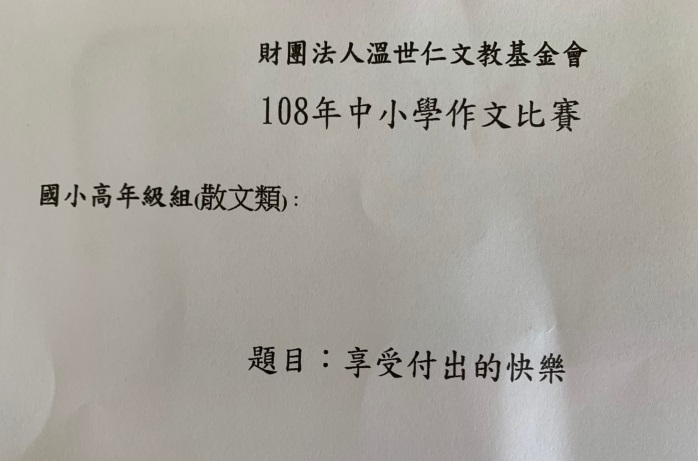 財團法人溫世仁文教基金會
108年中小學作文比賽
國小高年級組(散文類):
題目：享受付出的快樂